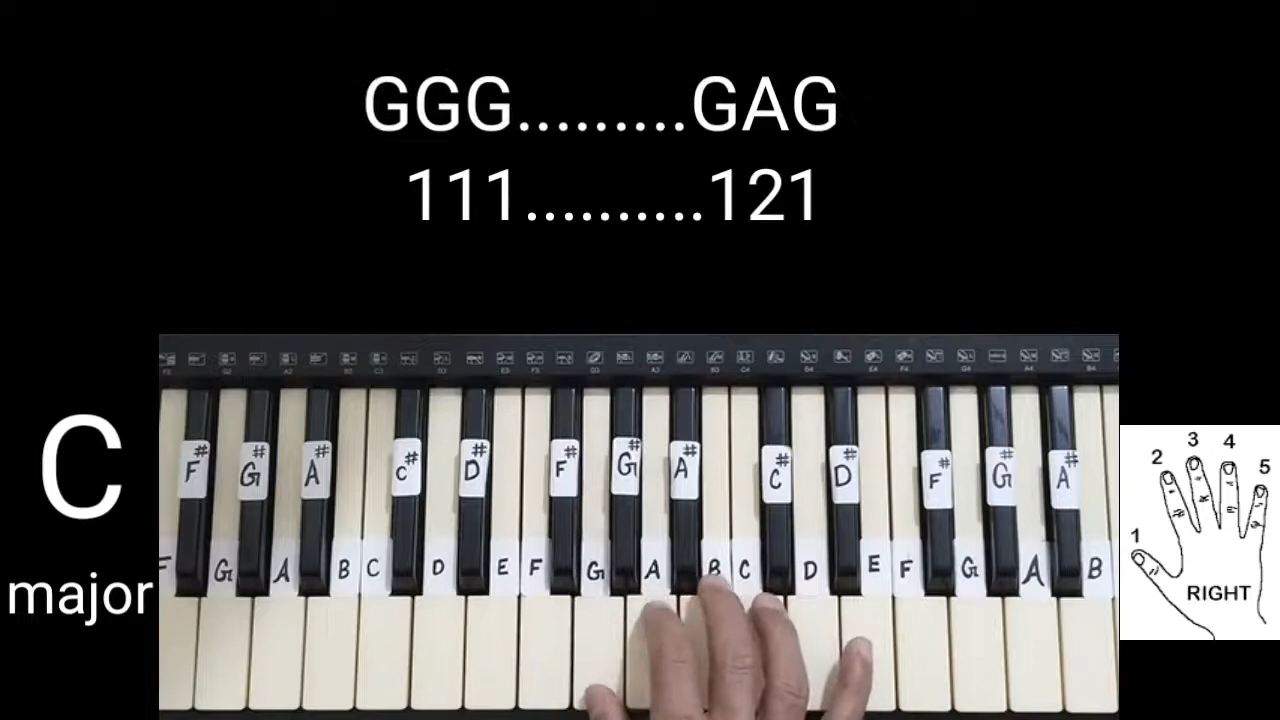 GGG.........GAG
111..........121
C
major
F# G# A# C# D# F# G# A# C# D# F# G# A#
F G A B C D E F G A B C D E F G A B
1 2 3 4 5
RIGHT